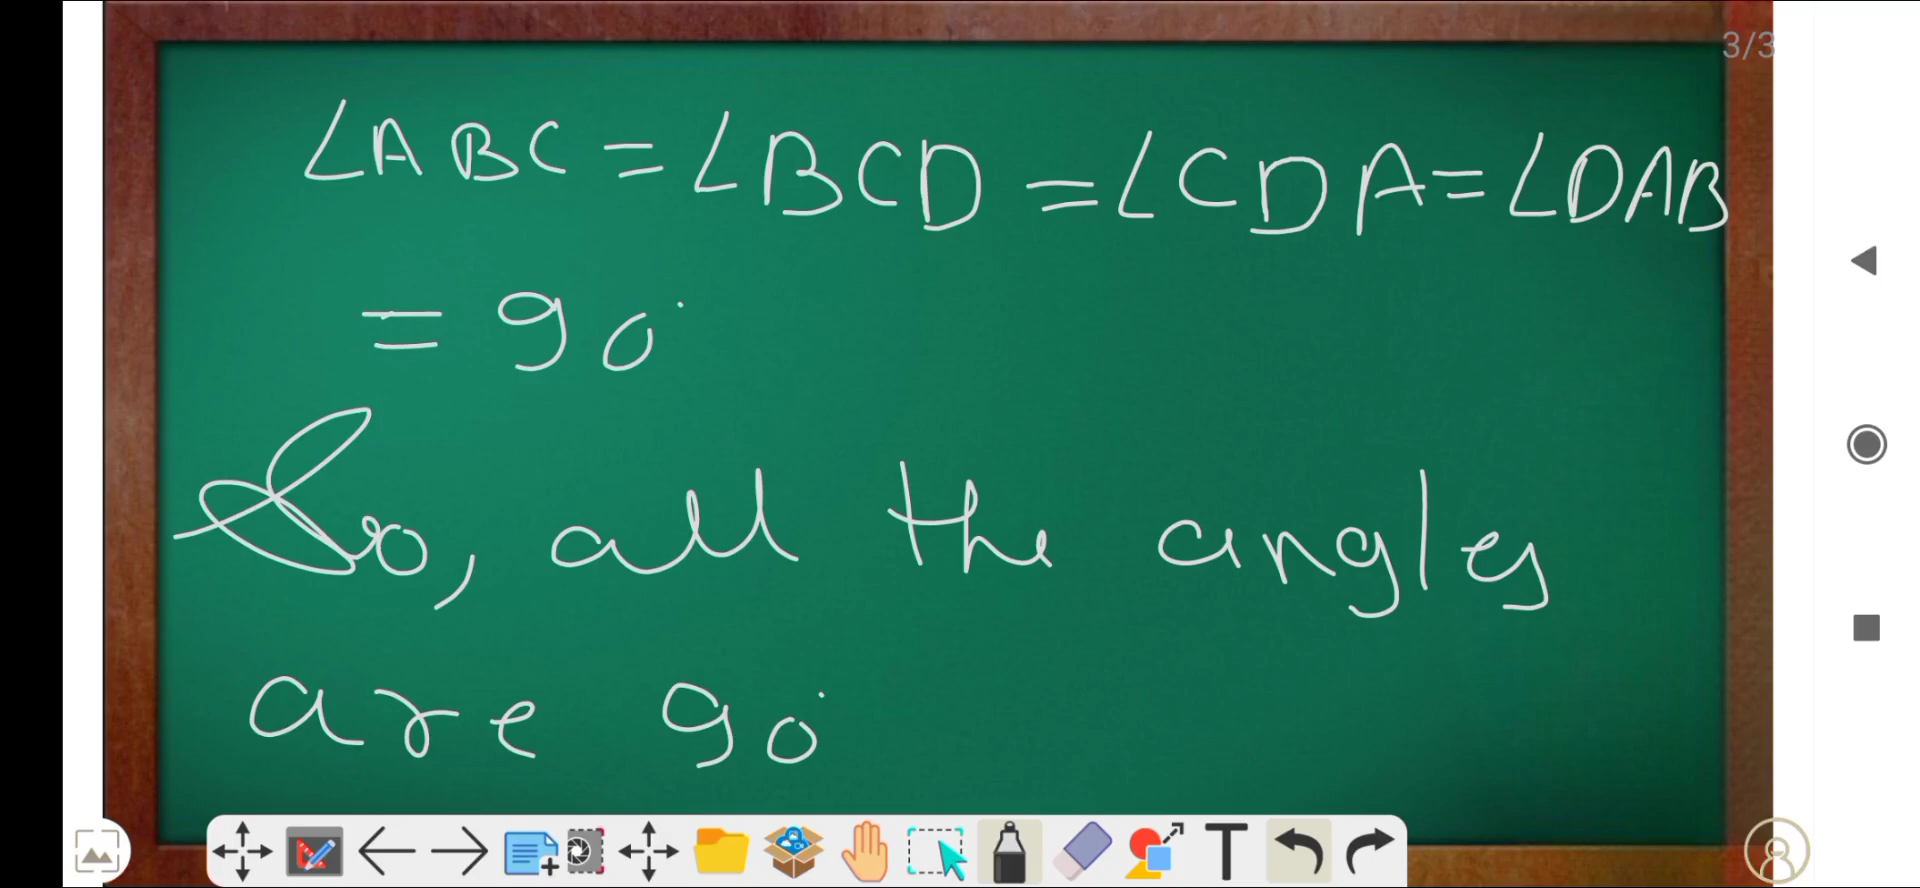 3/3
∠ABC = ∠BCD = ∠CDA = ∠DAB
= 90°
So, all the angles
are 90°
T